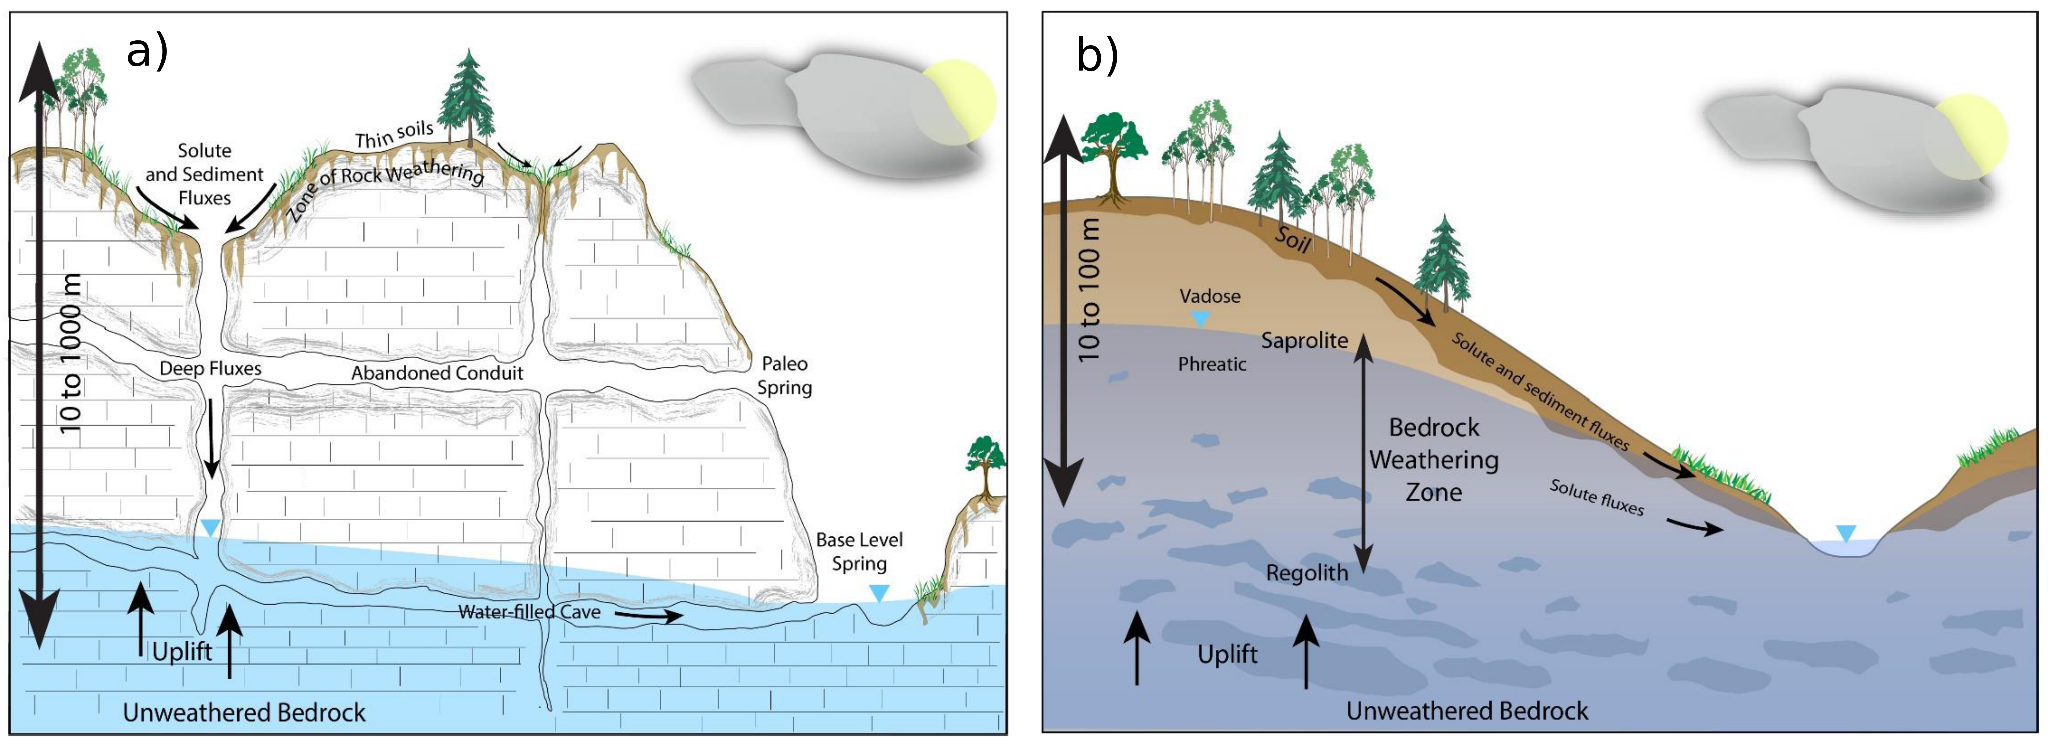 a)
Solute
and Sediment
Fluxes
Thin soils
Zone of Rock Weathering
10 to 1000 m
Deep Fluxes
Abandoned Conduit
Paleo
Spring
Base Level
Spring
Water-filled Cave
Uplift
Unweathered Bedrock
b)
10 to 100 m
Soil
Vadose
Saprolite
Phreatic
Solute and sediment fluxes
Bedrock
Weathering
Zone
Solute fluxes
Regolith
Uplift
Unweathered Bedrock